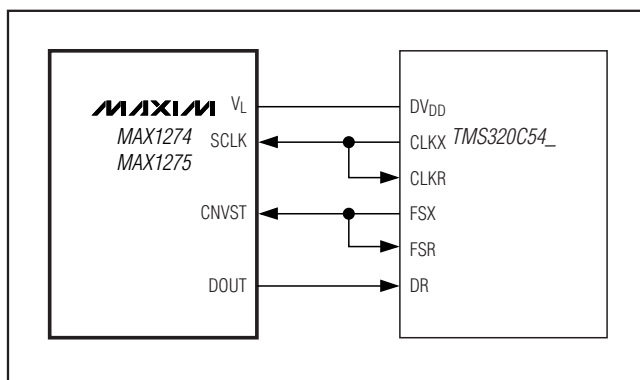 MAXIM
MAX1274
MAX1275
VL
SCLK
CNVST
DOUT
DVDD
CLKX
TMS320C54_
CLKR
FSX
FSR
DR